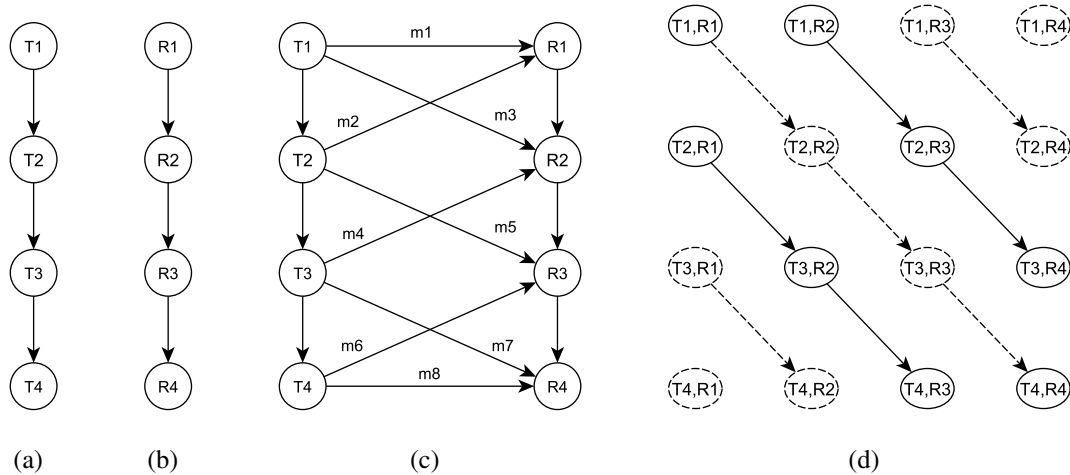 T1
T2
T3
T4
(a)
R1
R2
R3
R4
(b)
T1 m1 R1
m2 m3
T2 R2
m4 m5
T3 R3
m6 m7
T4 m8 R4
(c)
T1,R1 T1,R2 T1,R3 T1,R4
T2,R1 T2,R2 T2,R3 T2,R4
T3,R1 T3,R2 T3,R3 T3,R4
T4,R1 T4,R2 T4,R3 T4,R4
(d)